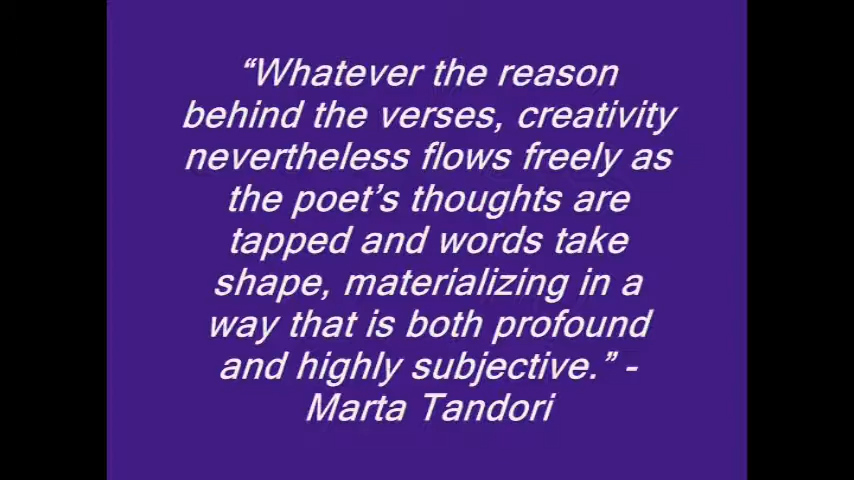 “Whatever the reason
behind the verses, creativity
nevertheless flows freely as
the poet’s thoughts are
tapped and words take
shape, materializing in a
way that is both profound
and highly subjective.” -
Marta Tandori